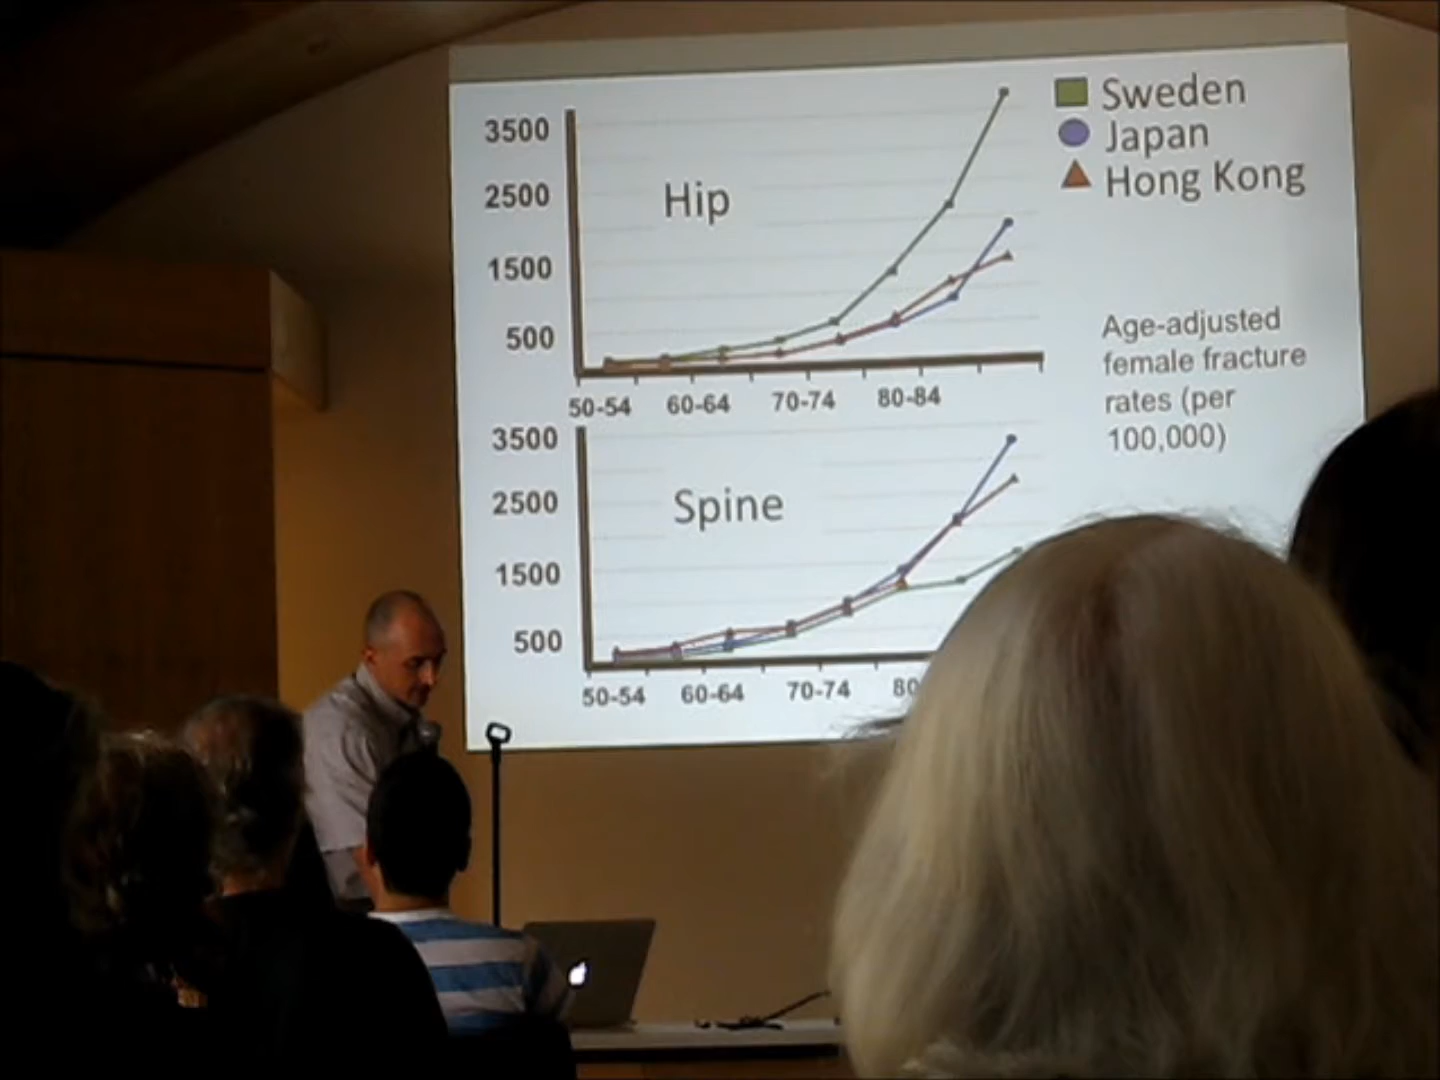 3500
2500
1500
500
Hip
50-54 60-64 70-74 80-84
Sweden
Japan
Hong Kong
Age-adjusted
female fracture
rates (per
100,000)
3500
2500
1500
500
Spine
50-54 60-64 70-74 80